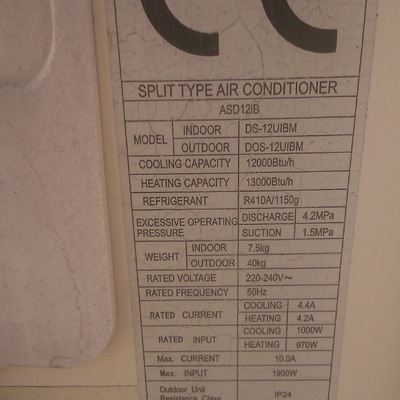 CE
SPLIT TYPE AIR CONDITIONER
ASD12iB
MODEL INDOOR DS-12UIBM
OUTDOOR DOS-12UIBM
COOLING CAPACITY 12000Btu/h
HEATING CAPACITY 13000Btu/h
REFRIGERANT R410A/1150g
EXCESSIVE OPERATING PRESSURE DISCHARGE 4.2MPa
SUCTION 1.5MPa
WEIGHT INDOOR 7.5kg
OUTDOOR 40kg
RATED VOLTAGE 220-240V~
RATED FREQUENCY 50Hz
RATED CURRENT COOLING 4.4A
HEATING 4.2A
RATED INPUT COOLING 1000W
HEATING 970W
Max. CURRENT 10.0A
Max. INPUT 1900W
Outdoor Unit
Resistance Class IP24